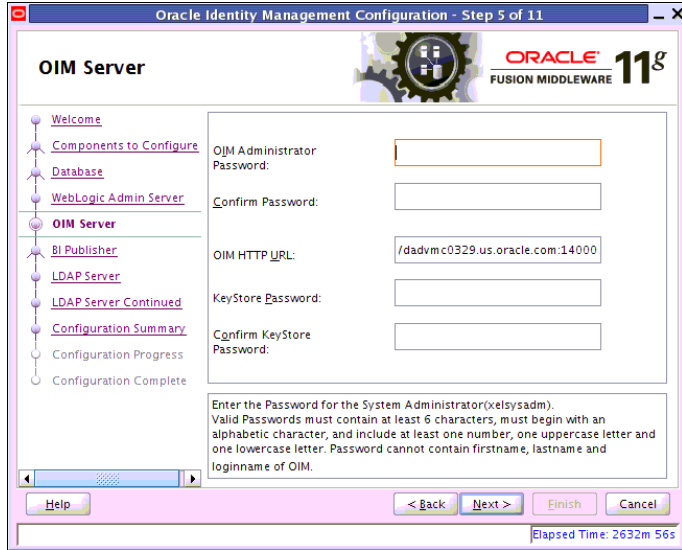 Oracle Identity Management Configuration - Step 5 of 11
OIM Server
ORACLE
FUSION MIDDLEWARE
11g
Welcome
Components to Configure
Database
WebLogic Admin Server
OIM Server
BI Publisher
LDAP Server
LDAP Server Continued
Configuration Summary
Configuration Progress
Configuration Complete
OIM Administrator
Password:
Confirm Password:
OIM HTTP URL:
/dadvmc0329.us.oracle.com:14000
KeyStore Password:
Confirm KeyStore
Password:
Enter the Password for the System Administrator(xelsysadm).
Valid Passwords must contain at least 6 characters, must begin with an
alphabetic character, and include at least one number, one uppercase letter and
one lowercase letter. Password cannot contain firstname, lastname and
loginname of OIM.
Help
< Back
Next >
Finish
Cancel
Elapsed Time: 2632m 56s